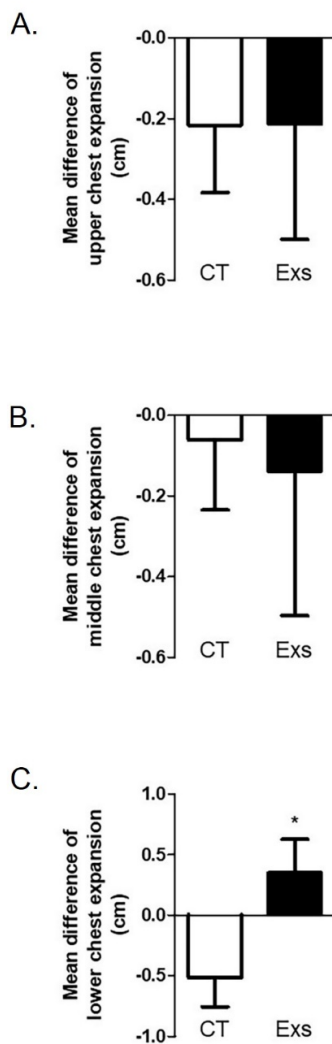 A.
Mean difference of
upper chest expansion
(cm)
-0.0
-0.2
-0.4
-0.6
CT Exs
B.
Mean difference of
middle chest expansion
(cm)
-0.0
-0.2
-0.4
-0.6
CT Exs
C.
Mean difference of
lower chest expansion
(cm)
1.0
0.5
0.0
-0.5
-1.0
*
CT Exs